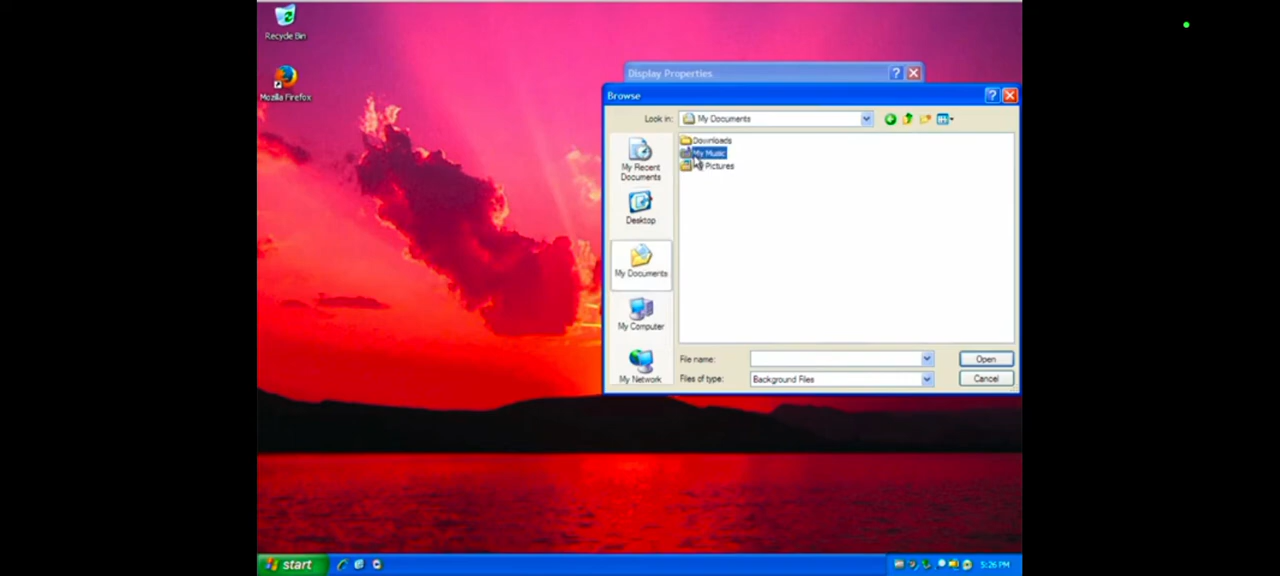 Recycle Bin
Mozilla Firefox
Display Properties
Browse
Look in:
My Documents
My Recent
Documents
Desktop
My Documents
My Computer
My Network
Downloads
My Music
Pictures
File name:
Open
Files of type:
Background Files
Cancel
start
5:26 PM